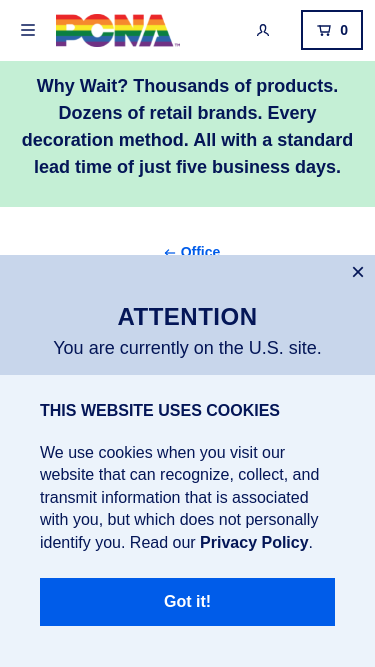 PCNA™
0
Why Wait? Thousands of products.
Dozens of retail brands. Every
decoration method. All with a standard
lead time of just five business days.
← Office
×
ATTENTION
You are currently on the U.S. site.
THIS WEBSITE USES COOKIES
We use cookies when you visit our
website that can recognize, collect, and
transmit information that is associated
with you, but which does not personally
identify you. Read our Privacy Policy.
Got it!